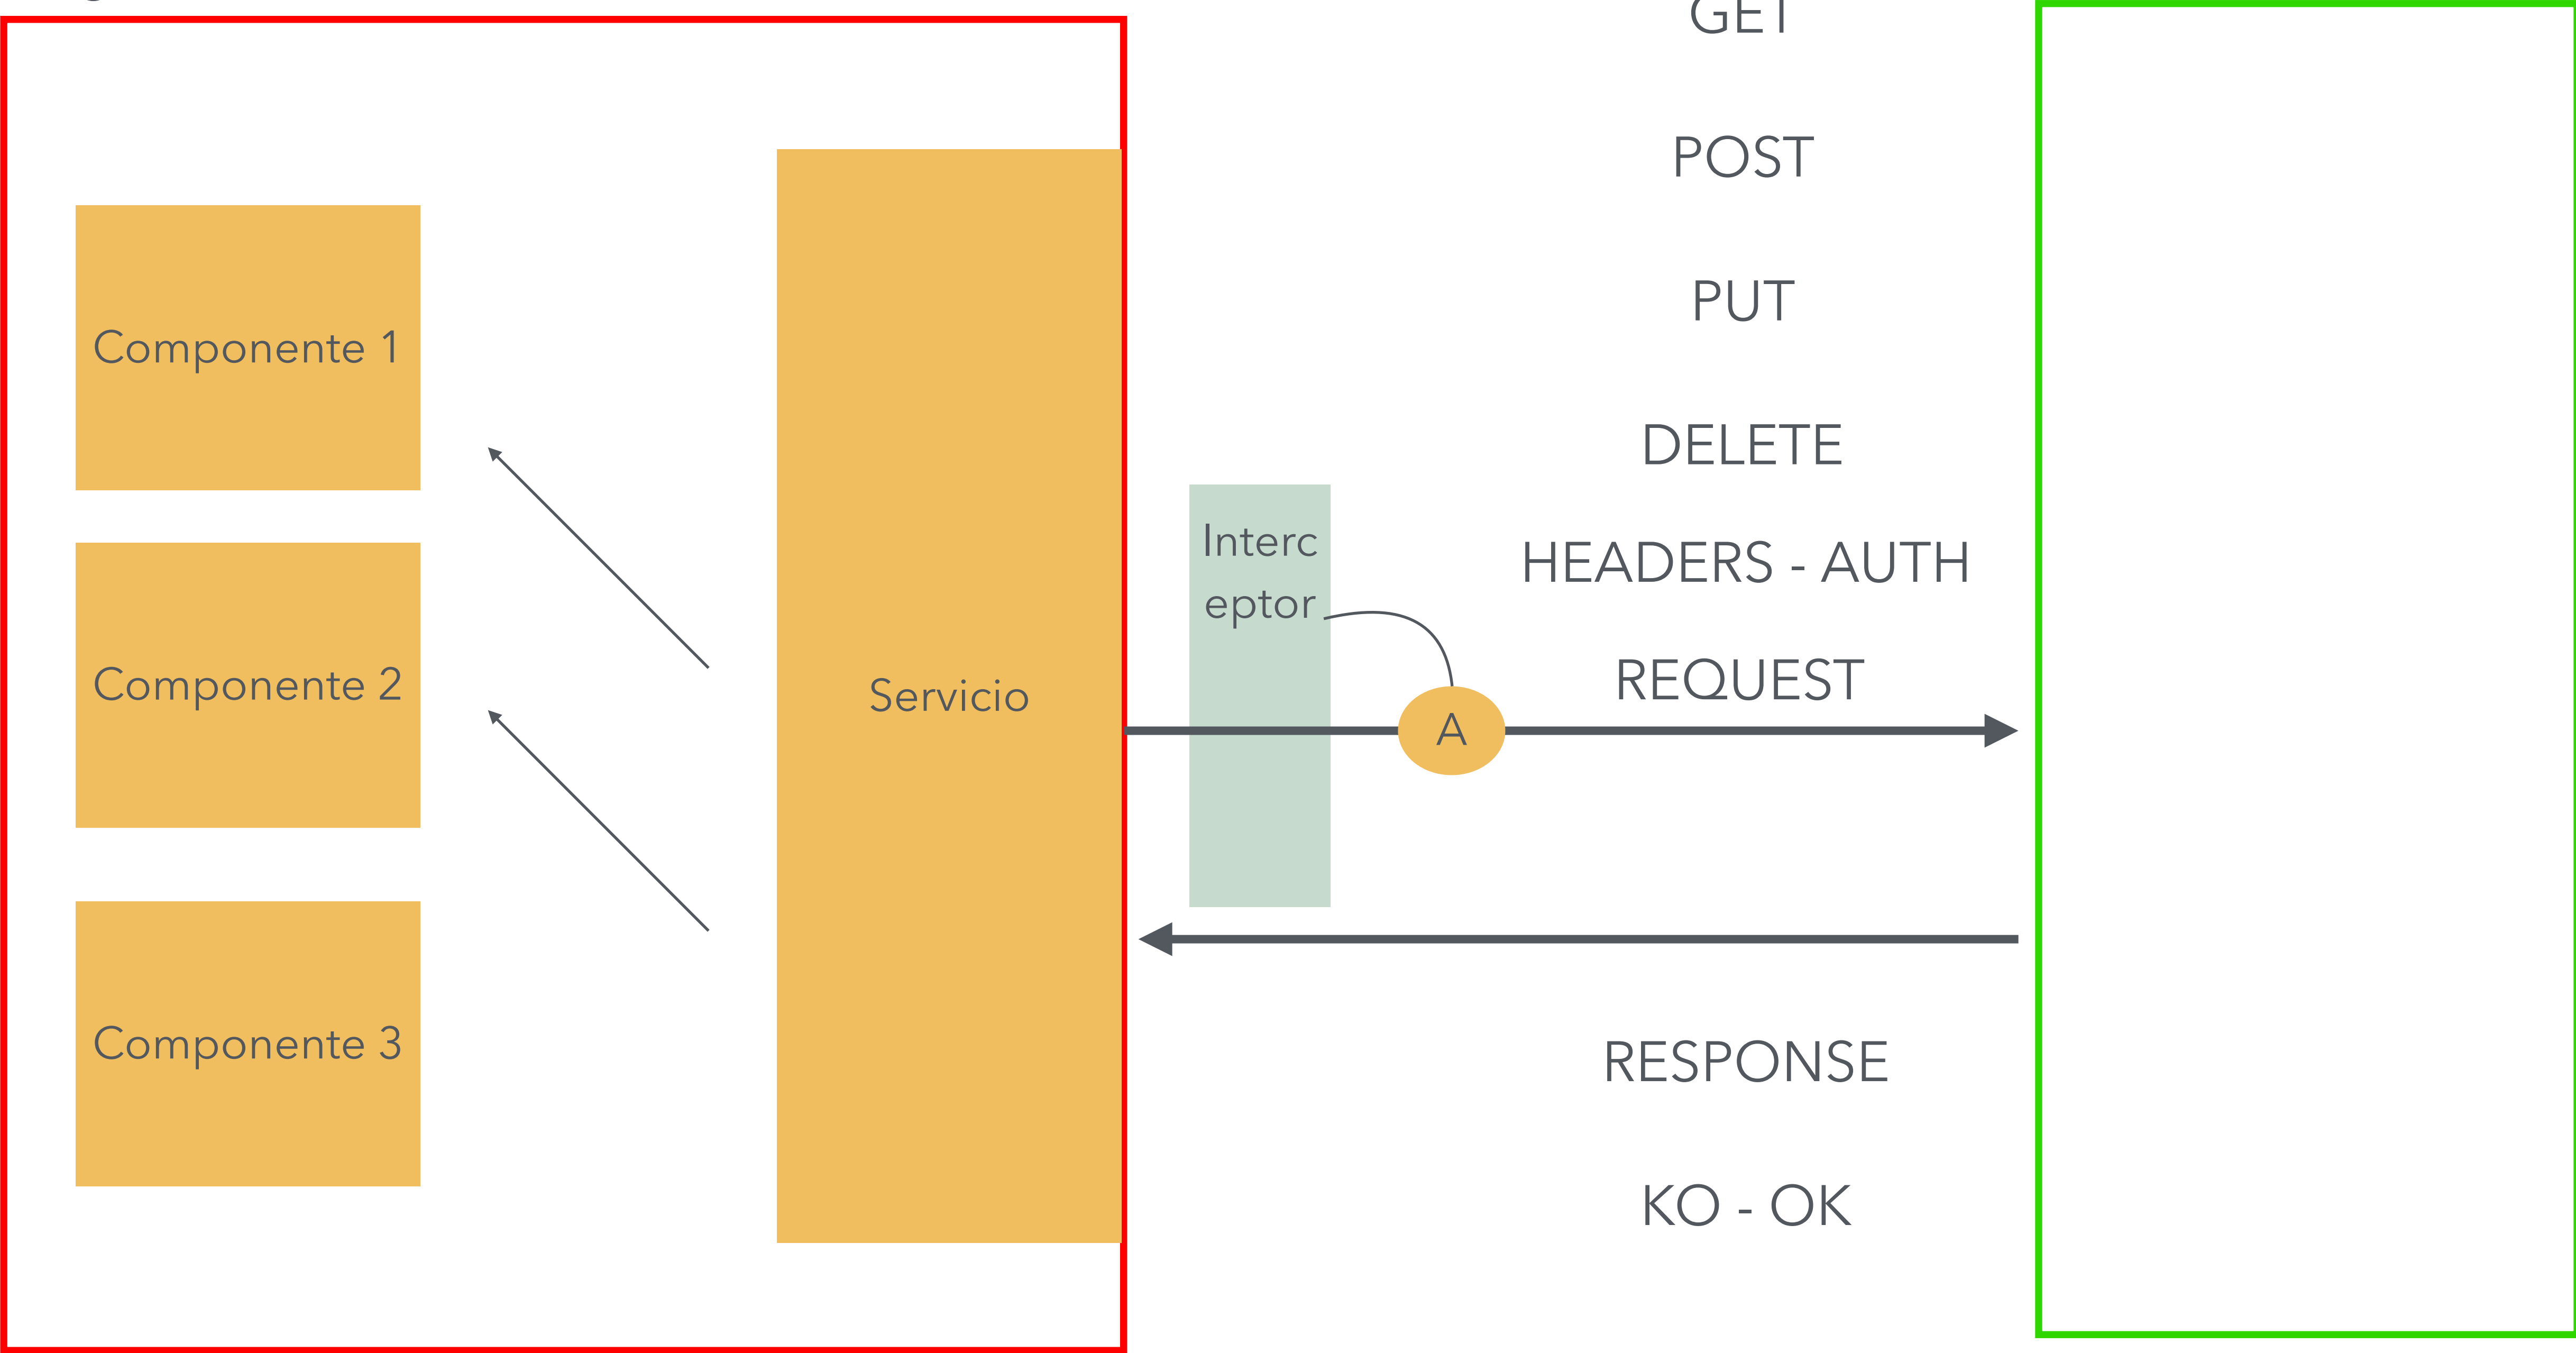 GET
POST
PUT
DELETE
HEADERS - AUTH
REQUEST
Componente 1
Componente 2
Componente 3
Servicio
Interc
eptor
A
RESPONSE
KO - OK